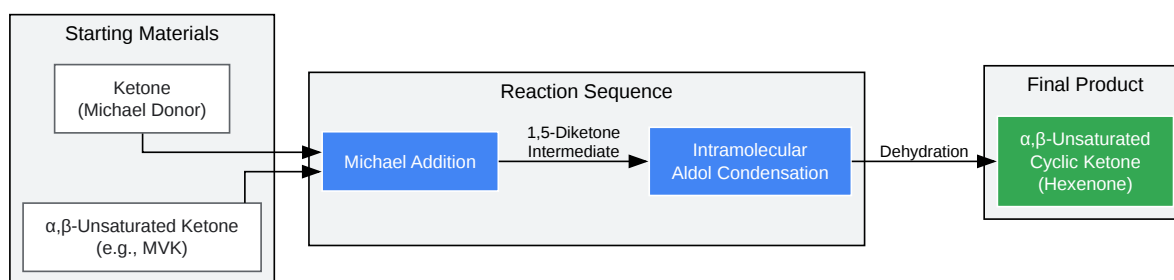 Starting Materials
Ketone
(Michael Donor)
α,β-Unsaturated Ketone
(e.g., MVK)
Reaction Sequence
Michael Addition
1,5-Diketone
Intermediate
Intramolecular
Aldol Condensation
Dehydration
Final Product
α,β-Unsaturated
Cyclic Ketone
(Hexenone)